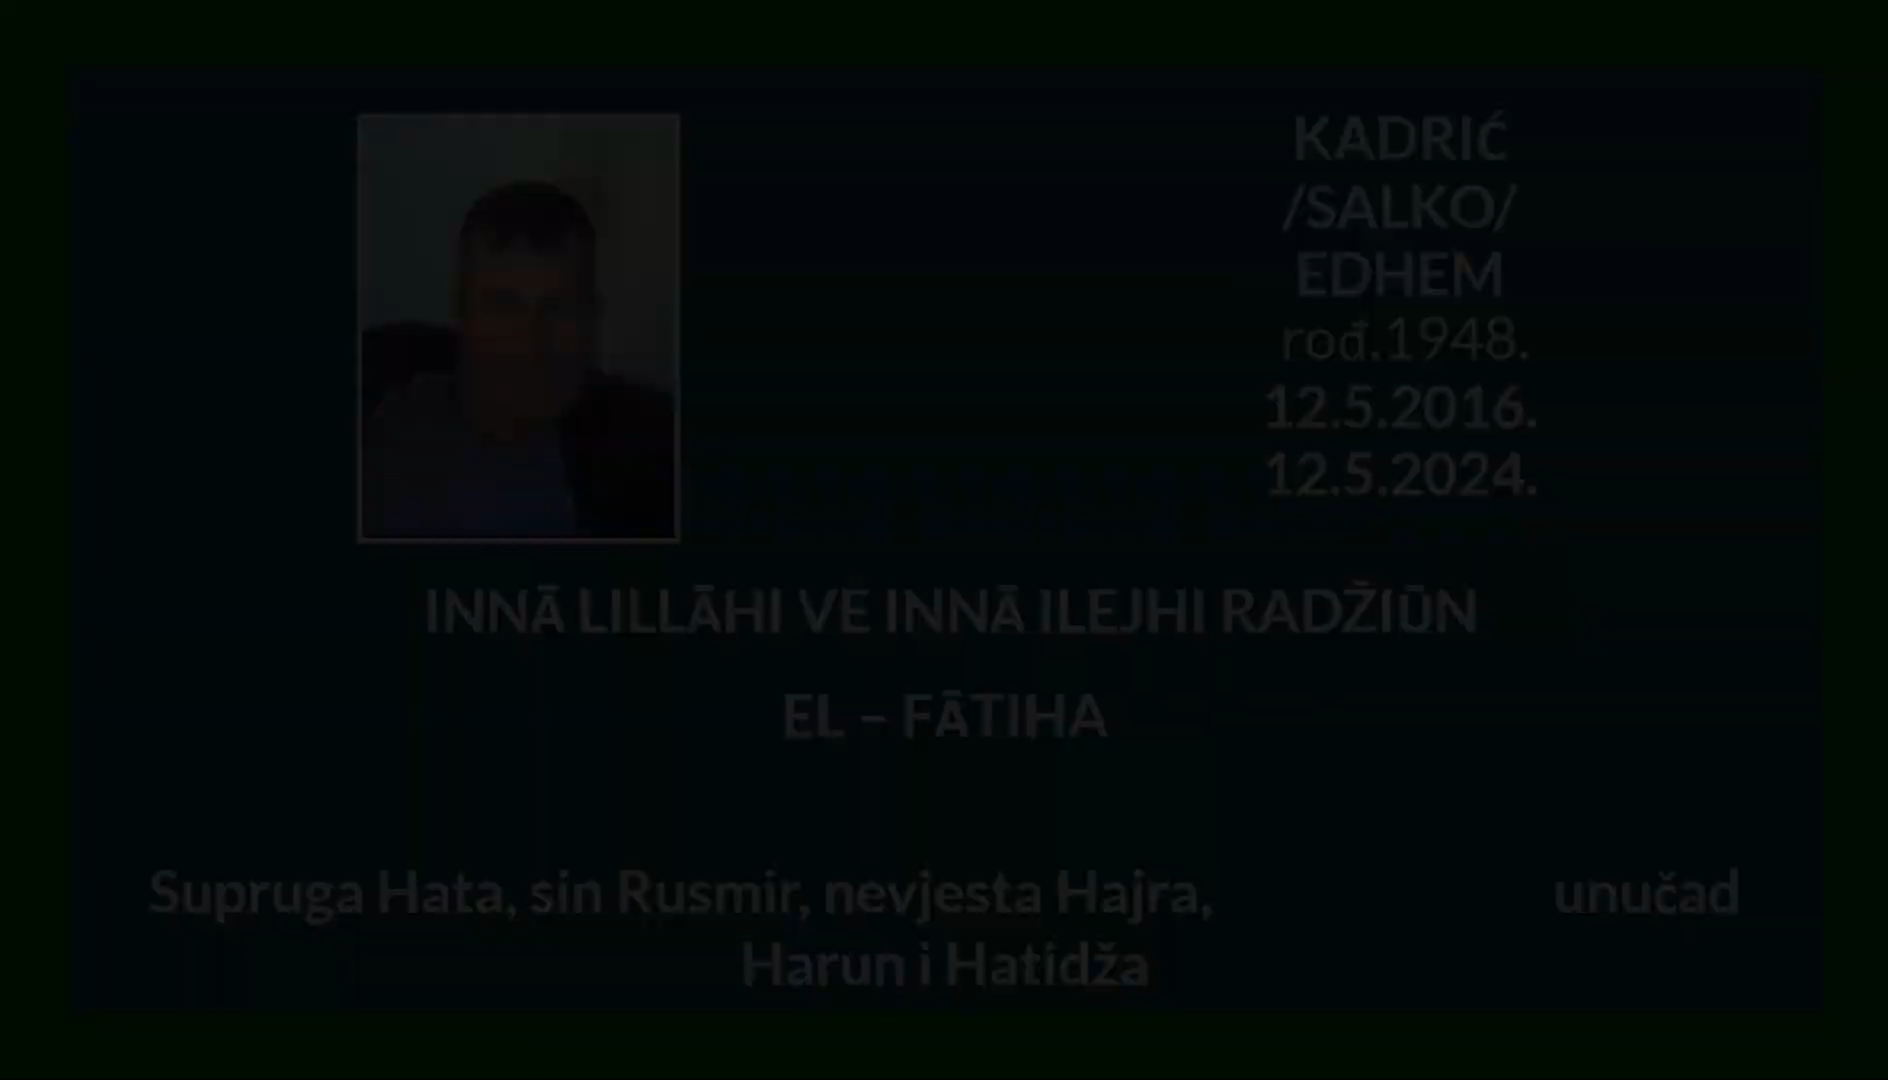 KADRIĆ
/SALKO/
EDHEM
rođ.1948.
12.5.2016.
12.5.2024.
INNĀ LILLĀHI VE INNĀ ILEJHI RADŽIŪN
EL – FĀTIHA
Supruga Hata, sin Rusmir, nevjesta Hajra, unučad
Harun i Hatidža